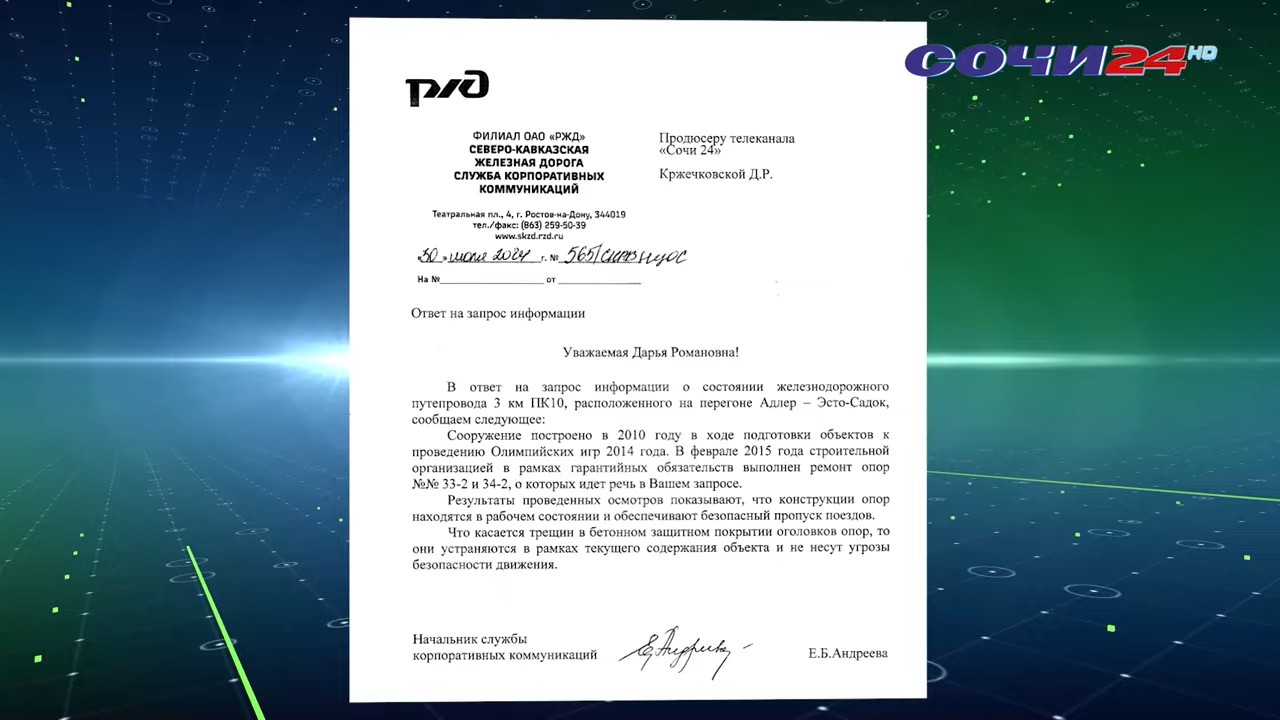 СОЧИ24 HD
РЖД
ФИЛИАЛ ОАО «РЖД»
СЕВЕРО-КАВКАЗСКАЯ
ЖЕЛЕЗНАЯ ДОРОГА
СЛУЖБА КОРПОРАТИВНЫХ
КОММУНИКАЦИЙ
Театральная пл., 4, г. Ростов-на-Дону, 344019
тел./факс: (863) 259-50-39
www.skzd.rzd.ru
Продюсеру телеканала
«Сочи 24»
Кржечковской Д.Р.
«30» 2024 г. № 565/
На № от
Ответ на запрос информации
Уважаемая Дарья Романовна!
В ответ на запрос информации о состоянии железнодорожного
путепровода 3 км ПК10, расположенного на перегоне Адлер – Эсто-Садок,
сообщаем следующее:
Сооружение построено в 2010 году в ходе подготовки объектов к
проведению Олимпийских игр 2014 года. В феврале 2015 года строительной
организацией в рамках гарантийных обязательств выполнен ремонт опор
№№ 33-2 и 34-2, о которых идет речь в Вашем запросе.
Результаты проведенных осмотров показывают, что конструкции опор
находятся в рабочем состоянии и обеспечивают безопасный пропуск поездов.
Что касается трещин в бетонном защитном покрытии оголовков опор, то
они устраняются в рамках текущего содержания объекта и не несут угрозы
безопасности движения.
Начальник службы
корпоративных коммуникаций
Е.Б.Андреева